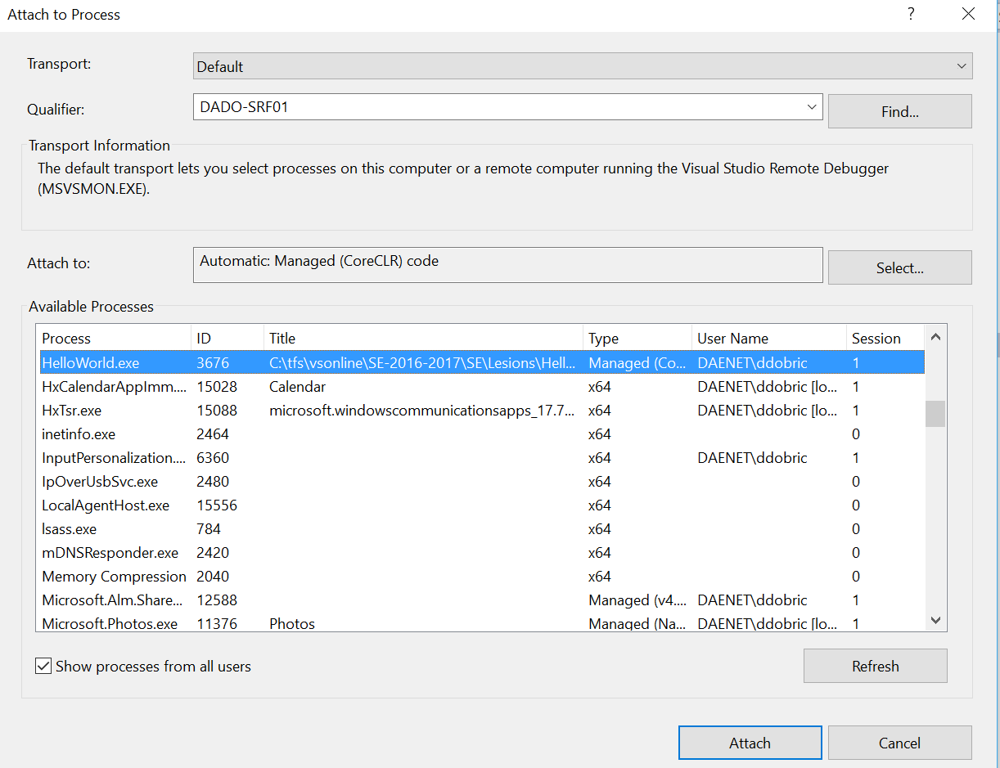 Attach to Process ?
Transport: Default
Qualifier: DADO-SRF01 Find...
Transport Information
The default transport lets you select processes on this computer or a remote computer running the Visual Studio Remote Debugger
(MSVSMON.EXE).
Attach to: Automatic: Managed (CoreCLR) code Select...
Available Processes
Process ID Title Type User Name Session
HelloWorld.exe 3676 C:\tfs\vsonline\SE-2016-2017\SE\Lesions\Hell... Managed (Co... DAENET\ddobric 1
HxCalendarAppImm.... 15028 Calendar x64 DAENET\ddobric [lo... 1
HxTsr.exe 15088 microsoft.windowscommunicationsapps_17.7... x64 DAENET\ddobric [lo... 1
inetinfo.exe 2464 x64 0
InputPersonalization.... 6360 x64 DAENET\ddobric 1
IpOverUsbSvc.exe 2480 x64 0
LocalAgentHost.exe 15556 x64 0
lsass.exe 784 x64 0
mDNSResponder.exe 2420 x64 0
Memory Compression 2040 x64 0
Microsoft.Alm.Share... 12588 Managed (v4.... DAENET\ddobric 1
Microsoft.Photos.exe 11376 Photos Managed (Na... DAENET\ddobric [lo... 1
Show processes from all users Refresh
Attach Cancel